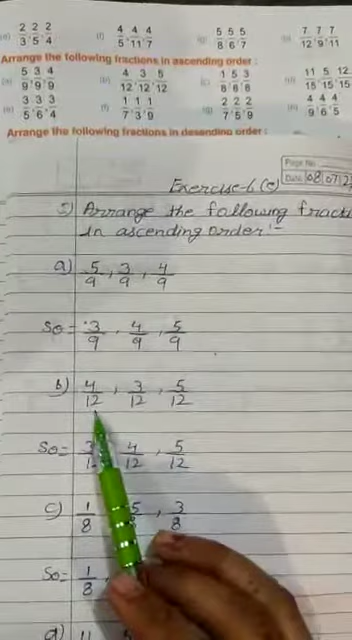 (e) 2/3, 2/5, 2/4 (f) 4/5, 4/11, 4/7 (g) 5/8, 5/6, 5/7 7/12, 7/9, 7/11
Arrange the following fractions in ascending order :
(a) 5/9, 3/9, 4/9 (b) 4/12, 3/12, 5/12 (c) 1/8, 5/8, 3/8 (d) 11/15, 5/15, 12/15
(e) 3/5, 3/6, 3/4 (f) 1/7, 1/3, 1/9 (g) 2/7, 2/5, 2/9 (h) 4/9, 4/6, 4/5
Arrange the following fractions in desending order :
Page No.
Date 08/07/2
Exercise-6(c)
5) Arrange the following fracti
in ascending order:-
a) 5/9, 3/9, 4/9
So= 3/9, 4/9, 5/9
b) 4/12, 3/12, 5/12
So= 4/12, 5/12
c) 1/8, 3/8
So= 1/8,
d) 11